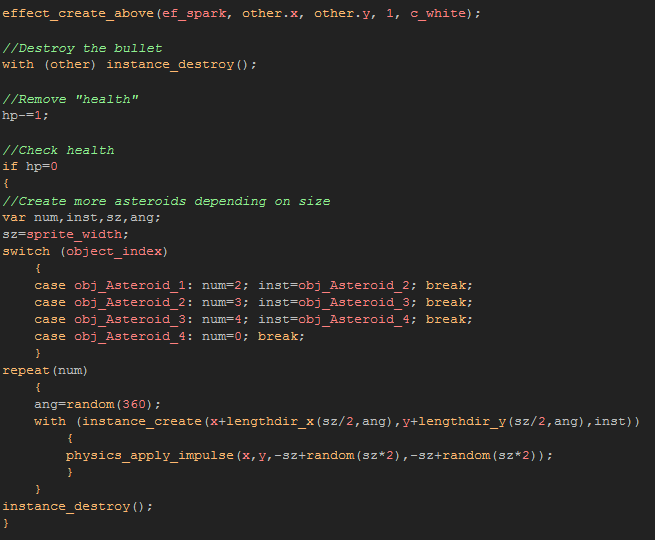 effect_create_above(ef_spark, other.x, other.y, 1, c_white);
//Destroy the bullet
with (other) instance_destroy();
//Remove "health"
hp-=1;
//Check health
if hp=0
{
//Create more asteroids depending on size
var num,inst,sz,ang;
sz=sprite_width;
switch (object_index)
{
case obj_Asteroid_1: num=2; inst=obj_Asteroid_2; break;
case obj_Asteroid_2: num=3; inst=obj_Asteroid_3; break;
case obj_Asteroid_3: num=4; inst=obj_Asteroid_4; break;
case obj_Asteroid_4: num=0; break;
}
repeat(num)
{
ang=random(360);
with (instance_create(x+lengthdir_x(sz/2,ang),y+lengthdir_y(sz/2,ang),inst))
{
physics_apply_impulse(x,y,-sz+random(sz*2),-sz+random(sz*2));
}
}
instance_destroy();
}